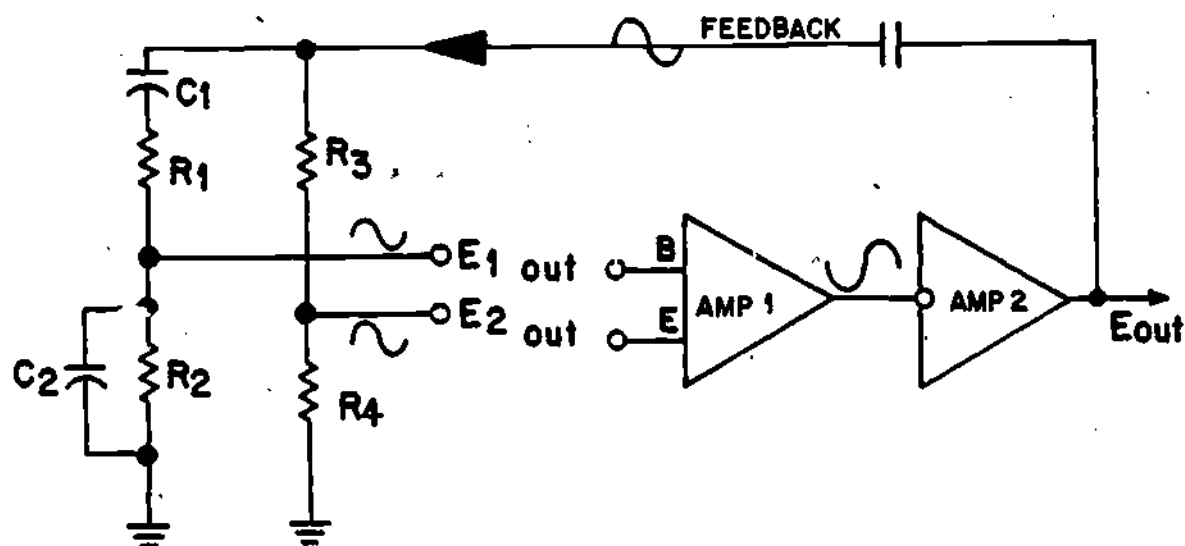 FEEDBACK
C1
R1
R3
E1 out
B
AMP 1
AMP 2
E2 out
E
Eout
C2
R2
R4